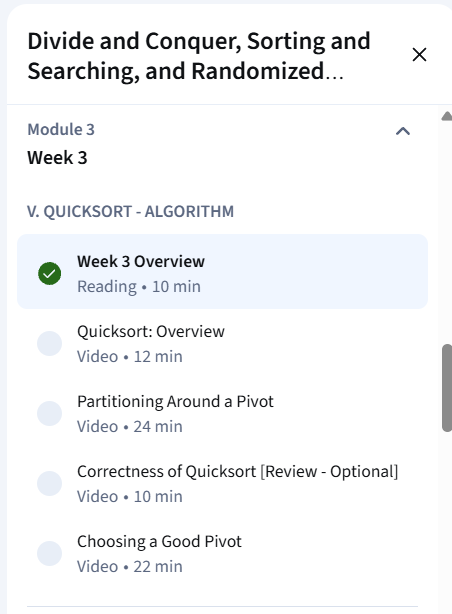 Divide and Conquer, Sorting and
Searching, and Randomized...
Module 3
Week 3
V. QUICKSORT - ALGORITHM
Week 3 Overview
Reading • 10 min
Quicksort: Overview
Video • 12 min
Partitioning Around a Pivot
Video • 24 min
Correctness of Quicksort [Review - Optional]
Video • 10 min
Choosing a Good Pivot
Video • 22 min